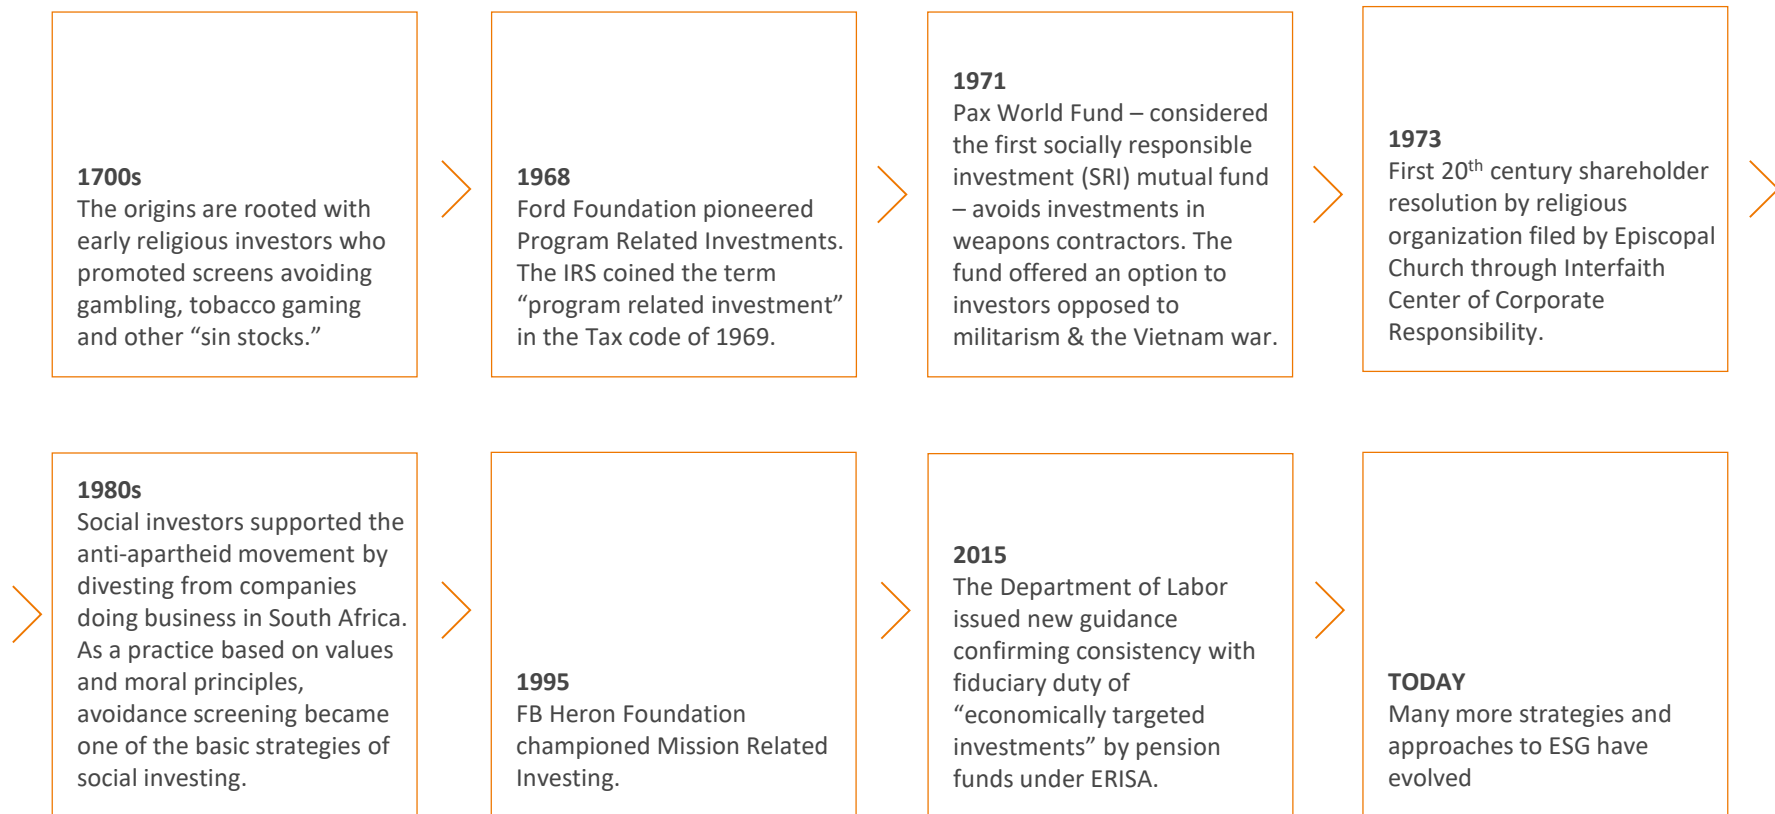 1700s
The origins are rooted with
early religious investors who
promoted screens avoiding
gambling, tobacco gaming
and other “sin stocks.”
1968
Ford Foundation pioneered
Program Related Investments.
The IRS coined the term
“program related investment”
in the Tax code of 1969.
1971
Pax World Fund – considered
the first socially responsible
investment (SRI) mutual fund
– avoids investments in
weapons contractors. The
fund offered an option to
investors opposed to
militarism & the Vietnam war.
1973
First 20th century shareholder
resolution by religious
organization filed by Episcopal
Church through Interfaith
Center of Corporate
Responsibility.
1980s
Social investors supported the
anti-apartheid movement by
divesting from companies
doing business in South Africa.
As a practice based on values
and moral principles,
avoidance screening became
one of the basic strategies of
social investing.
1995
FB Heron Foundation
championed Mission Related
Investing.
2015
The Department of Labor
issued new guidance
confirming consistency with
fiduciary duty of
“economically targeted
investments” by pension
funds under ERISA.
TODAY
Many more strategies and
approaches to ESG have
evolved